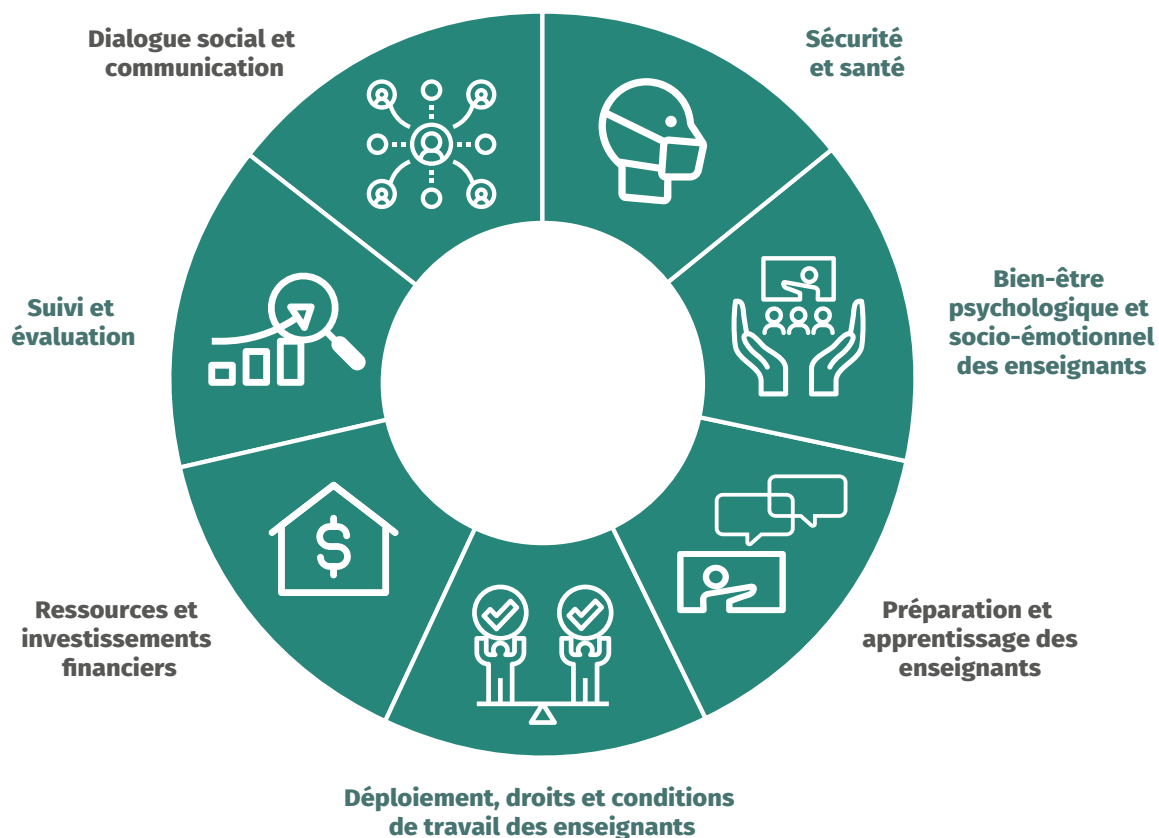 Dialogue social et
communication
Sécurité
et santé
Bien-être
psychologique et
socio-émotionnel
des enseignants
Préparation et
apprentissage des
enseignants
Déploiement, droits et conditions
de travail des enseignants
Ressources et
investissements
financiers
Suivi et
évaluation
$